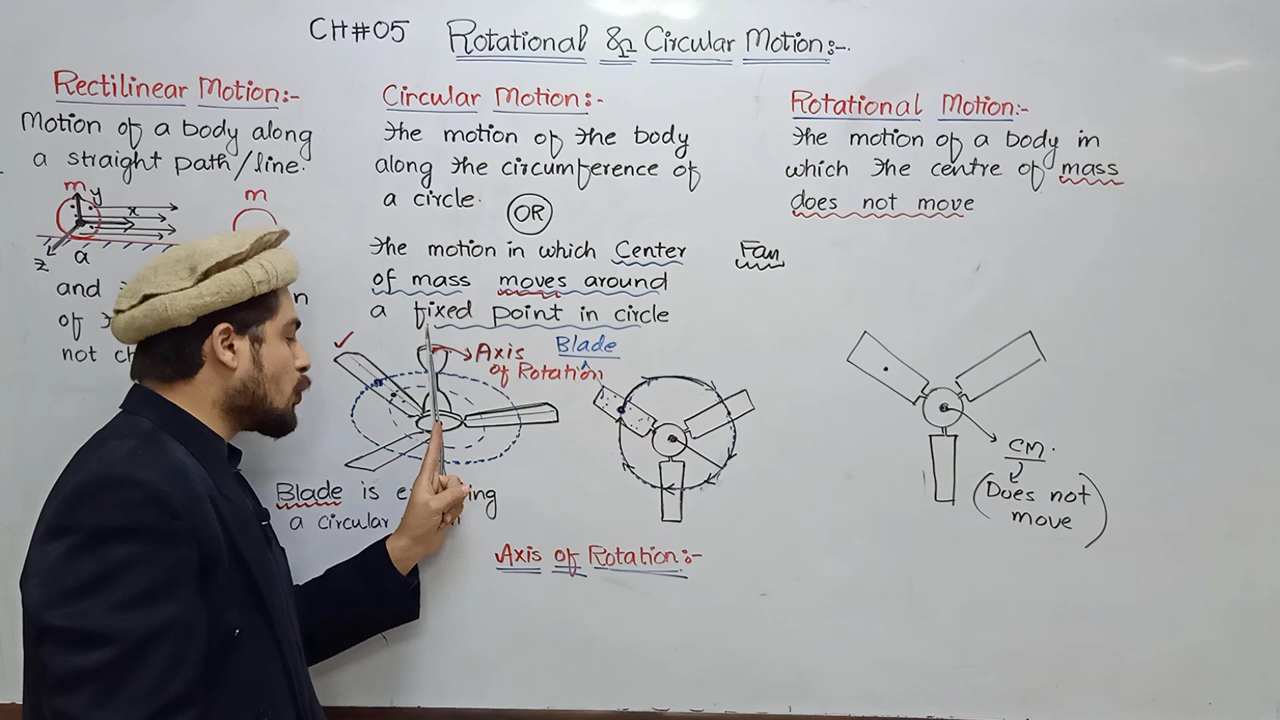 CH#05 Rotational & Circular Motion:-.
Rectilinear Motion:-
Motion of a body along
a straight path/line.
m y
x
z
a
m
and
of
not
Circular Motion:-
The motion of the body
along the circumference of
a circle.
OR
The motion in which Center
of mass moves around
a fixed point in circle
Axis
of Rotation
Blade
Blade is
a circular
Axis of Rotation:-
Rotational Motion:-
The motion of a body in
which the centre of mass
does not move
Fan
CM.
(Does not
move)